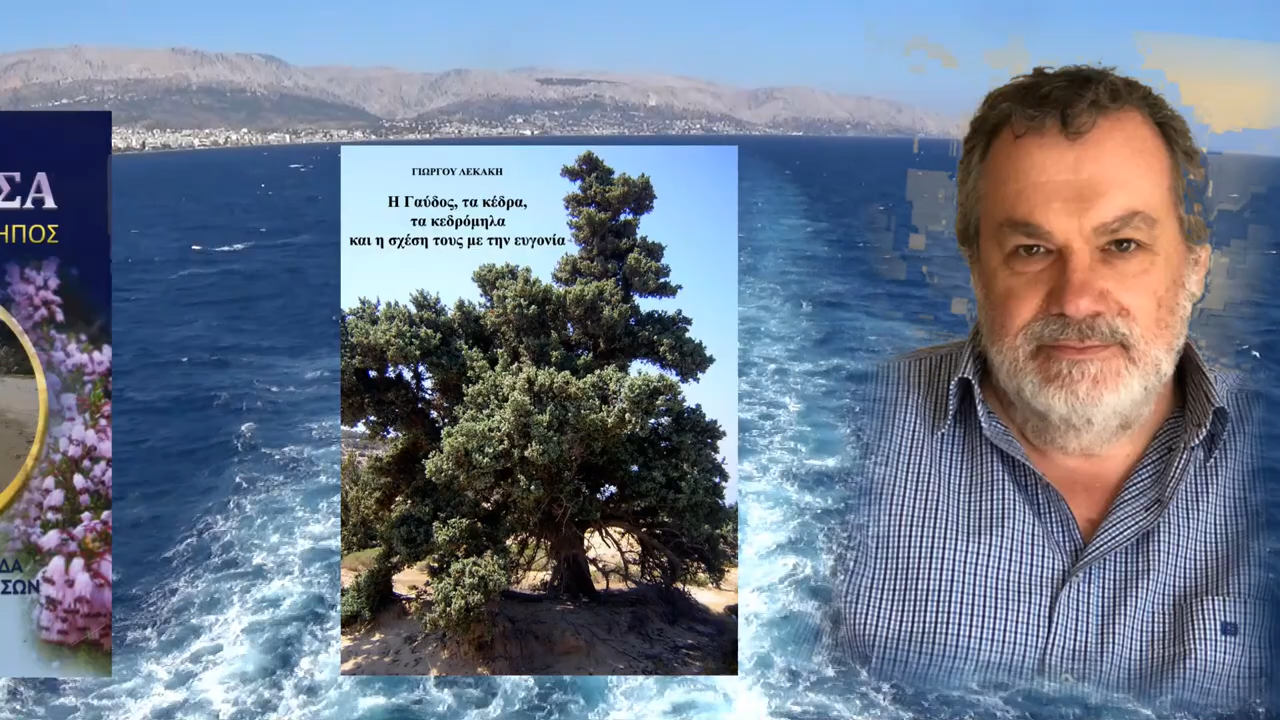 ΣΑ
ΗΠΟΣ
ΔΑ
ΣΩΝ
ΓΙΩΡΓΟΥ ΛΕΚΑΚΗ
Η Γαύδος, τα κέδρα,
τα κεδρόμηλα
και η σχέση τους με την ευγονία